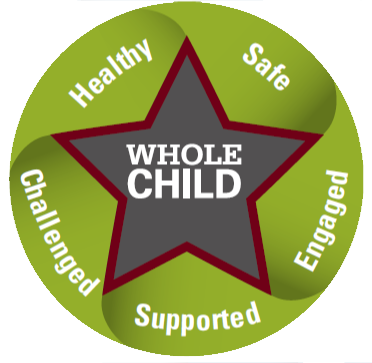 Healthy
Safe
Engaged
Supported
Challenged
WHOLE
CHILD